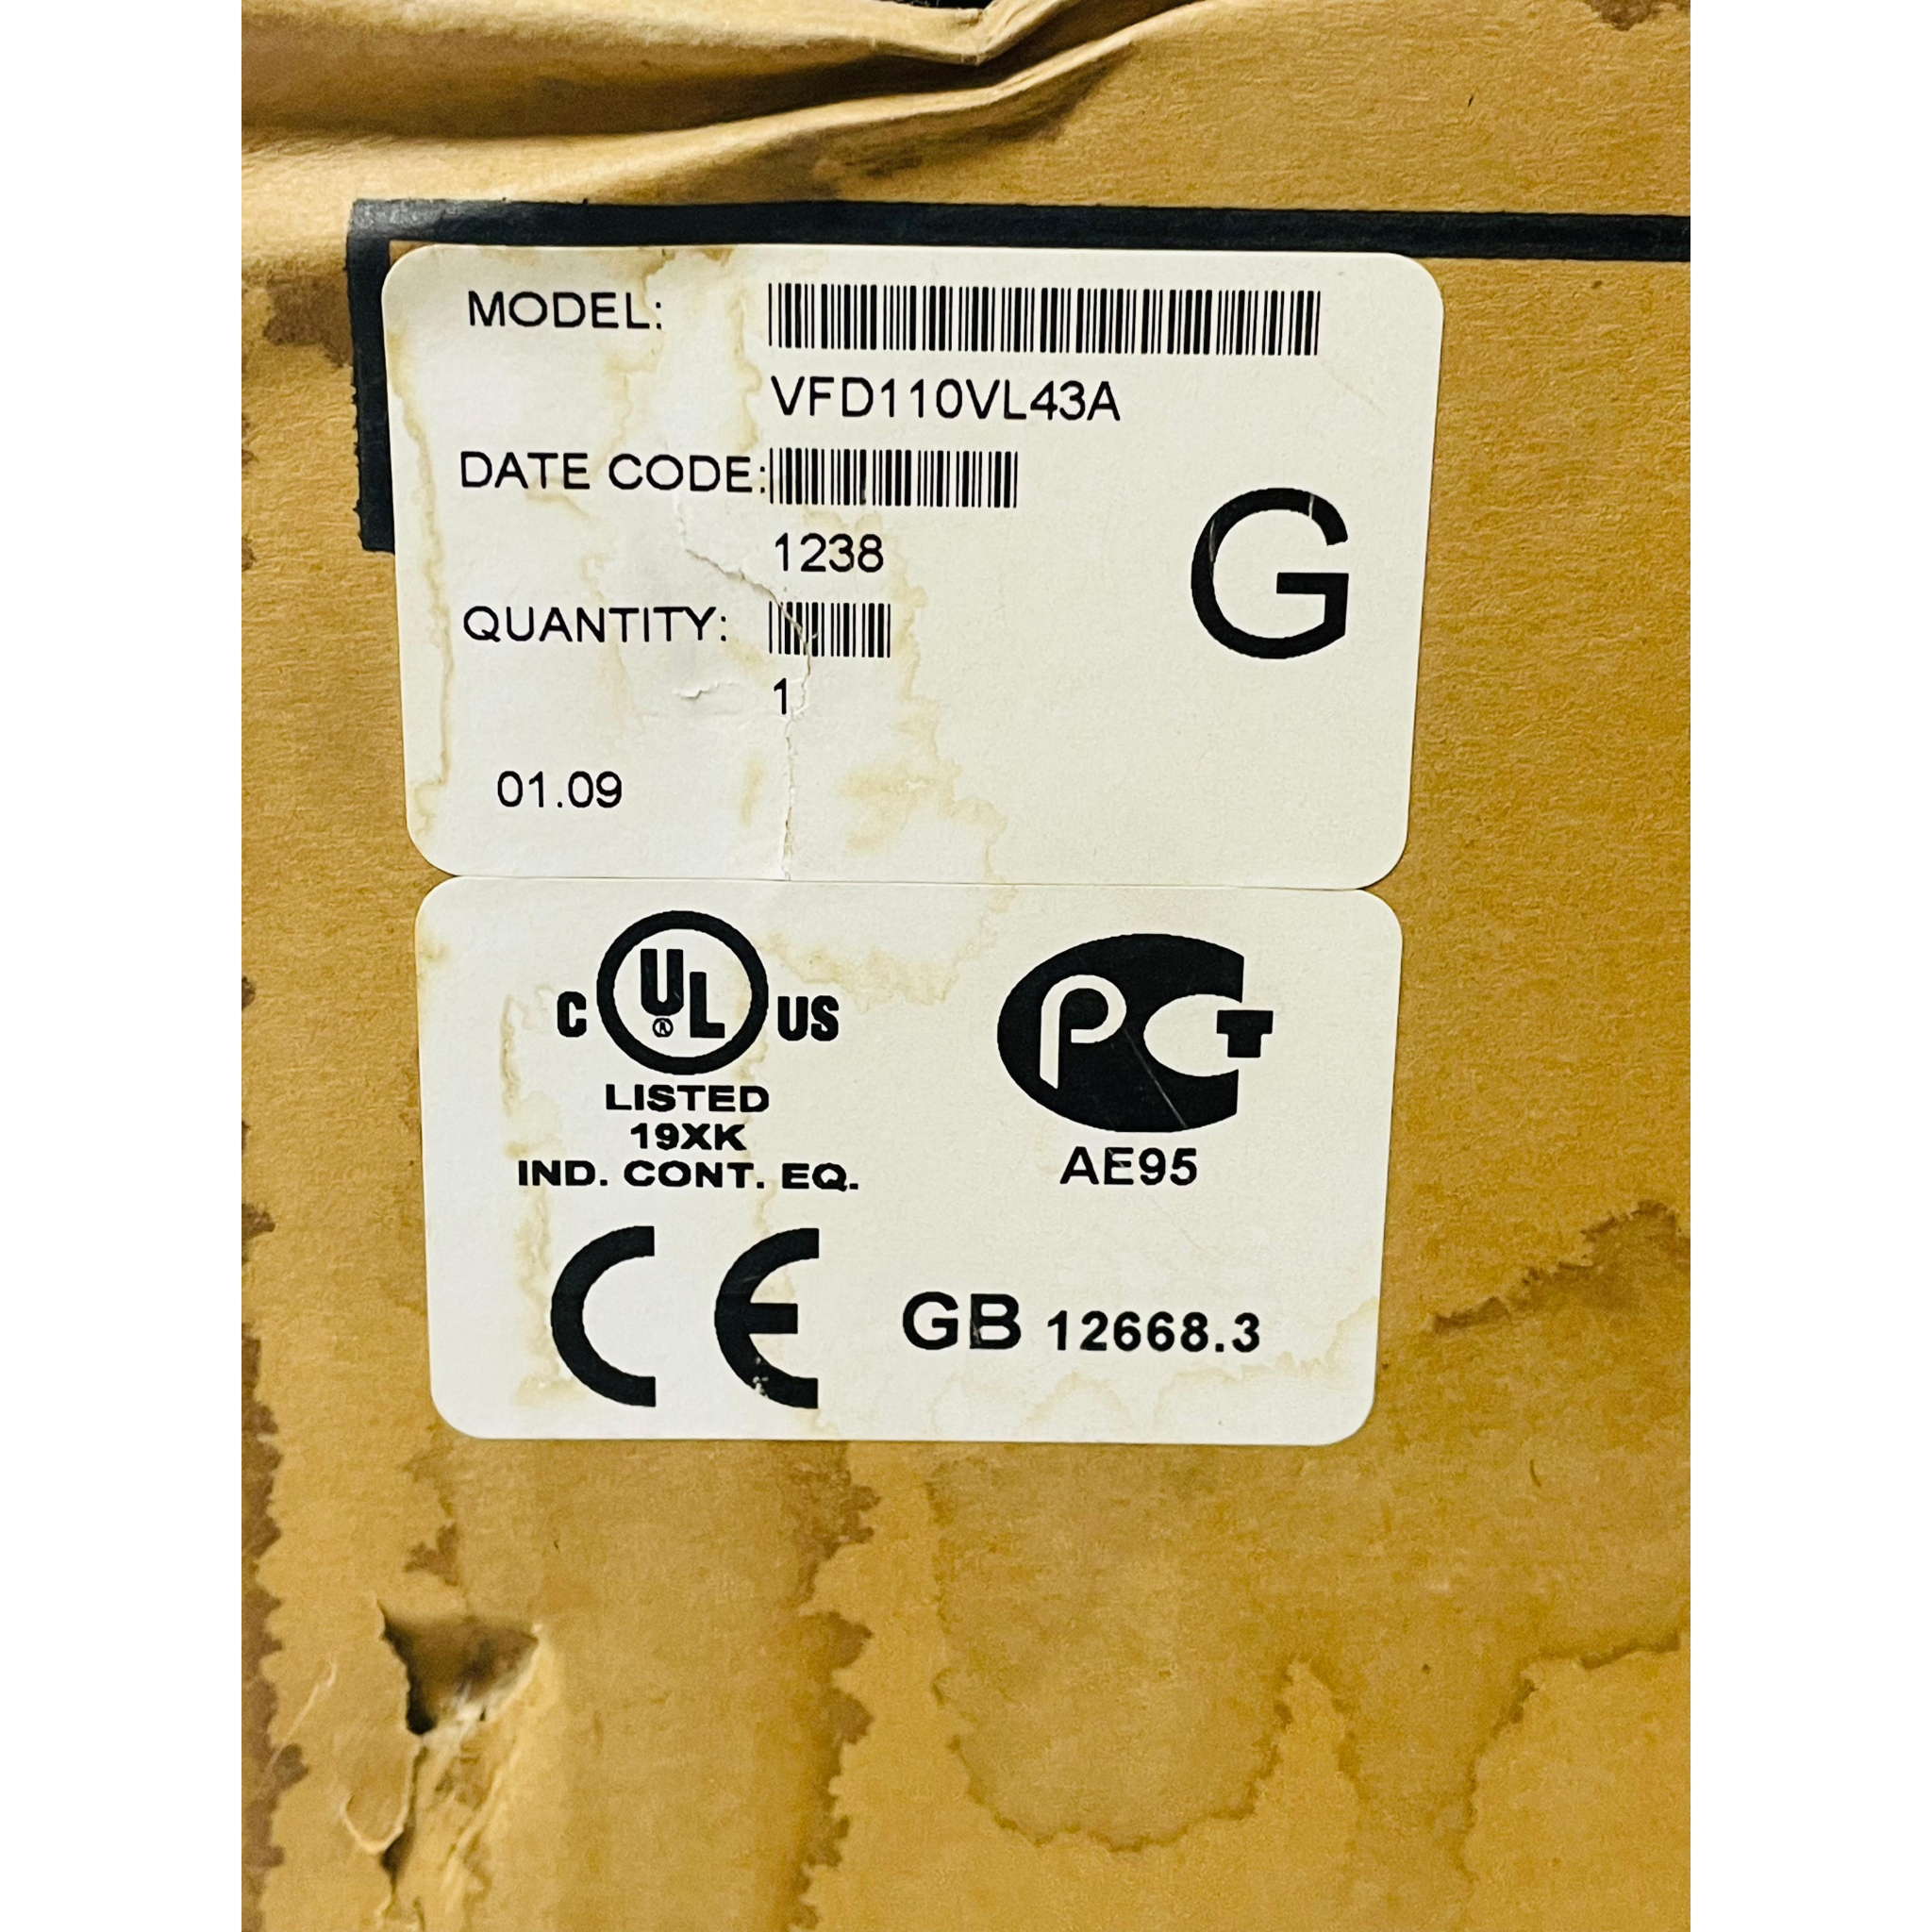 MODEL:
VFD110VL43A
DATE CODE:
1238
QUANTITY:
1
G
01.09
C UL® US
LISTED
19XK
IND. CONT. EQ.
PCT
AE95
CE
GB 12668.3